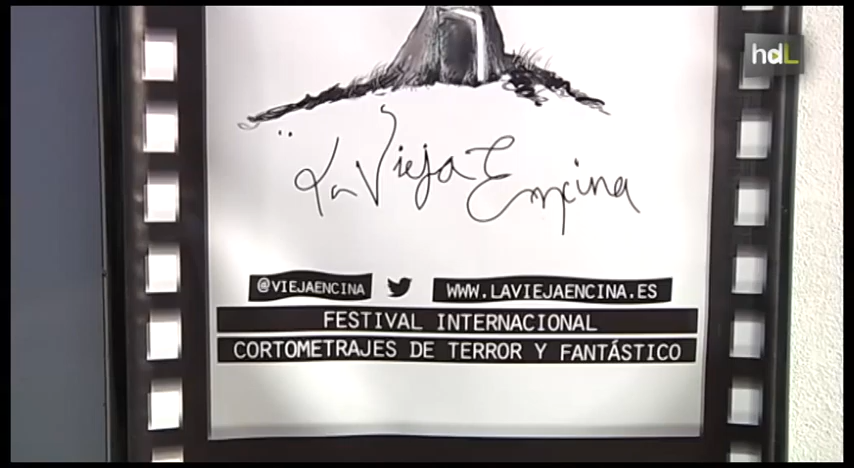 hdL
La Vieja Encina
@VIEJAENCINA WWW.LAVIEJAENCINA.ES
FESTIVAL INTERNACIONAL
CORTOMETRAJES DE TERROR Y FANTÁSTICO